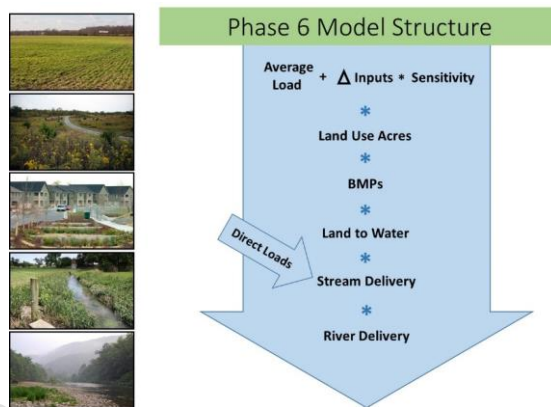 Phase 6 Model Structure
Average Load + Δ Inputs * Sensitivity
*
Land Use Acres
*
BMPs
*
Land to Water
Direct Loads
*
Stream Delivery
*
River Delivery